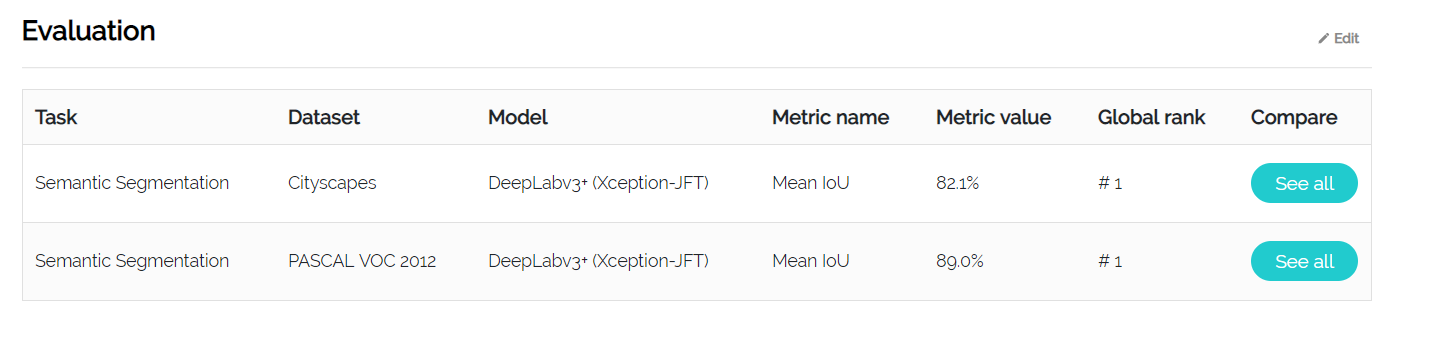 Evaluation
Edit
Task Dataset Model Metric name Metric value Global rank Compare
Semantic Segmentation Cityscapes DeepLabv3+ (Xception-JFT) Mean IoU 82.1% # 1 See all
Semantic Segmentation PASCAL VOC 2012 DeepLabv3+ (Xception-JFT) Mean IoU 89.0% # 1 See all